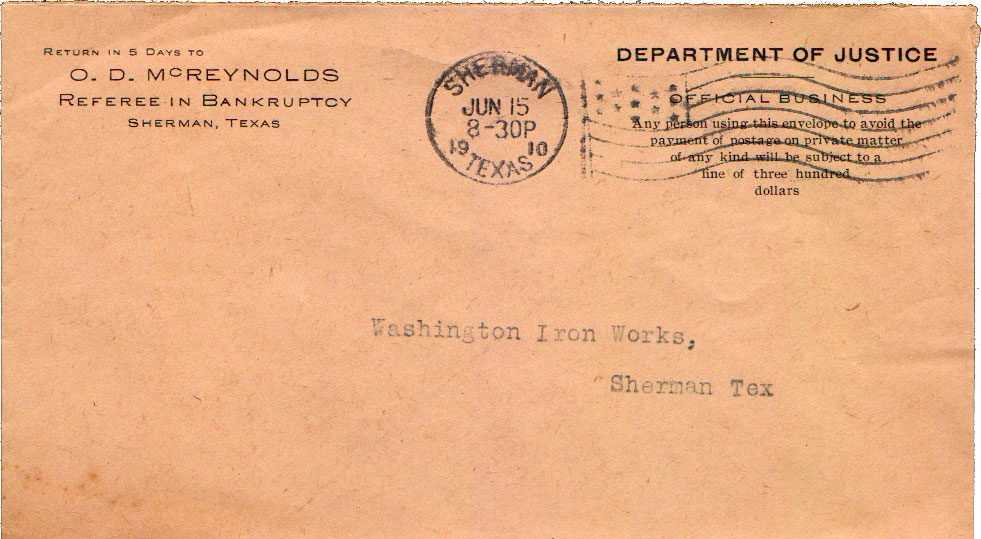 RETURN IN 5 DAYS TO
O. D. McREYNOLDS
REFEREE IN BANKRUPTCY
SHERMAN, TEXAS
SHERMAN
JUN 15
8-30P
1910
TEXAS
DEPARTMENT OF JUSTICE
OFFICIAL BUSINESS
Any person using this envelope to avoid the
payment of postage on private matter
of any kind will be subject to a
fine of three hundred
dollars
Washington Iron Works,
Sherman Tex